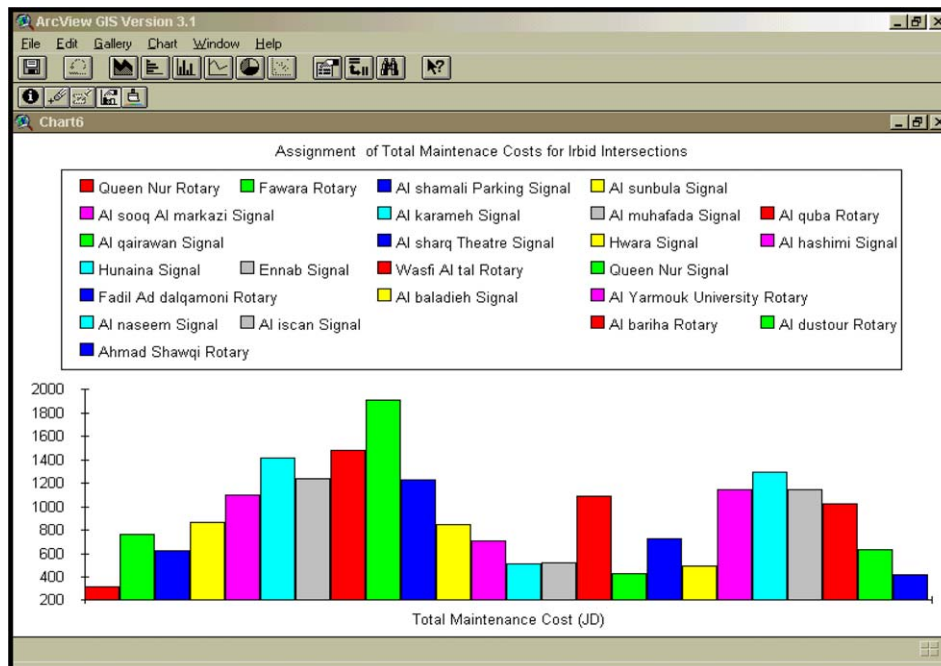 ArcView GIS Version 3.1
File Edit Gallery Chart Window Help
Chart6
Assignment of Total Maintenace Costs for Irbid Intersections
Queen Nur Rotary Fawara Rotary Al shamali Parking Signal Al sunbula Signal
Al sooq Al markazi Signal Al karameh Signal Al muhafada Signal Al quba Rotary
Al qairawan Signal Al sharq Theatre Signal Hwara Signal Al hashimi Signal
Hunaina Signal Ennab Signal Wasfi Al tal Rotary Queen Nur Signal
Fadil Ad dalqamoni Rotary Al baladieh Signal Al Yarmouk University Rotary
Al naseem Signal Al iscan Signal Al bariha Rotary Al dustour Rotary
Ahmad Shawqi Rotary
2000
1800
1600
1400
1200
1000
800
600
400
200
Total Maintenance Cost (JD)